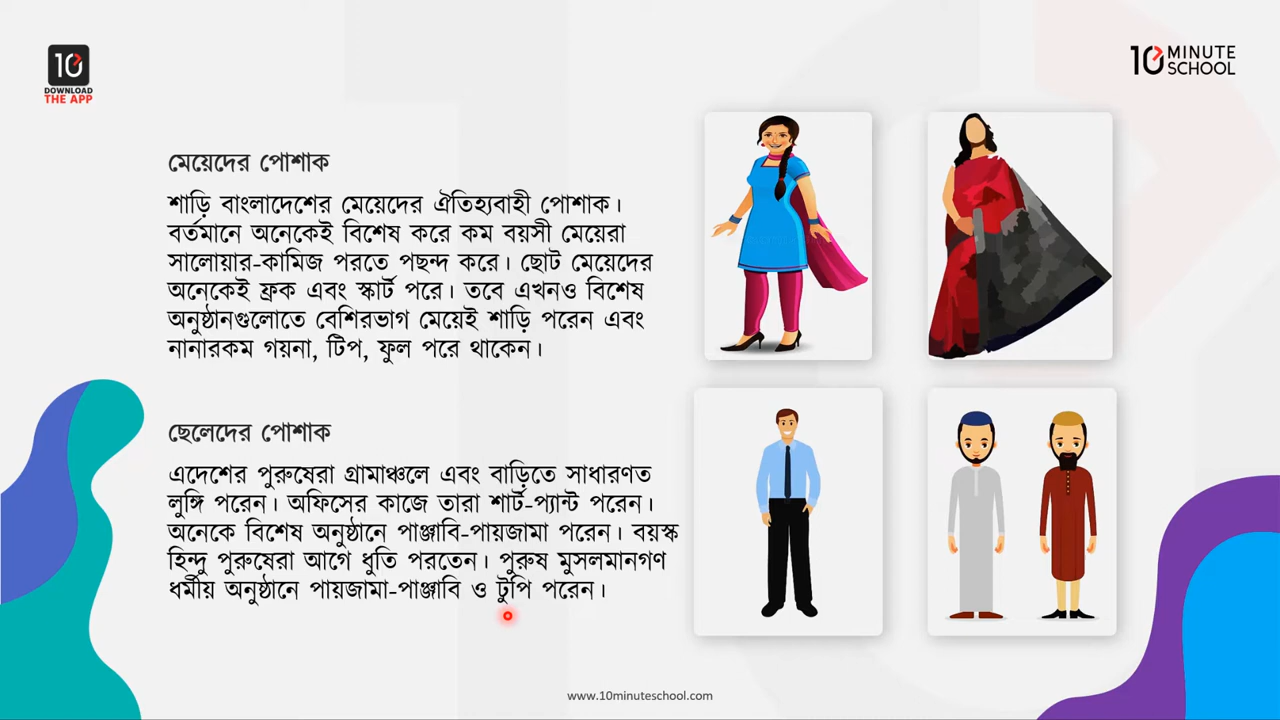 10
DOWNLOAD
THE APP
10 MINUTE
SCHOOL
মেয়েদের পোশাক
শাড়ি বাংলাদেশের মেয়েদের ঐতিহ্যবাহী পোশাক।
বর্তমানে অনেকেই বিশেষ করে কম বয়সী মেয়েরা
সালোয়ার-কামিজ পরতে পছন্দ করে। ছোট মেয়েদের
অনেকেই ফ্রক এবং স্কার্ট পরে। তবে এখনও বিশেষ
অনুষ্ঠানগুলোতে বেশিরভাগ মেয়েই শাড়ি পরেন এবং
নানারকম গয়না, টিপ, ফুল পরে থাকেন।
ছেলেদের পোশাক
এদেশের পুরুষেরা গ্রামাঞ্চলে এবং বাড়িতে সাধারণত
লুঙ্গি পরেন। অফিসের কাজে তারা শার্ট-প্যান্ট পরেন।
অনেকে বিশেষ অনুষ্ঠানে পাঞ্জাবি-পায়জামা পরেন। বয়স্ক
হিন্দু পুরুষেরা আগে ধুতি পরতেন। পুরুষ মুসলমানগণ
ধর্মীয় অনুষ্ঠানে পায়জামা-পাঞ্জাবি ও টুপি পরেন।
www.10minuteschool.com